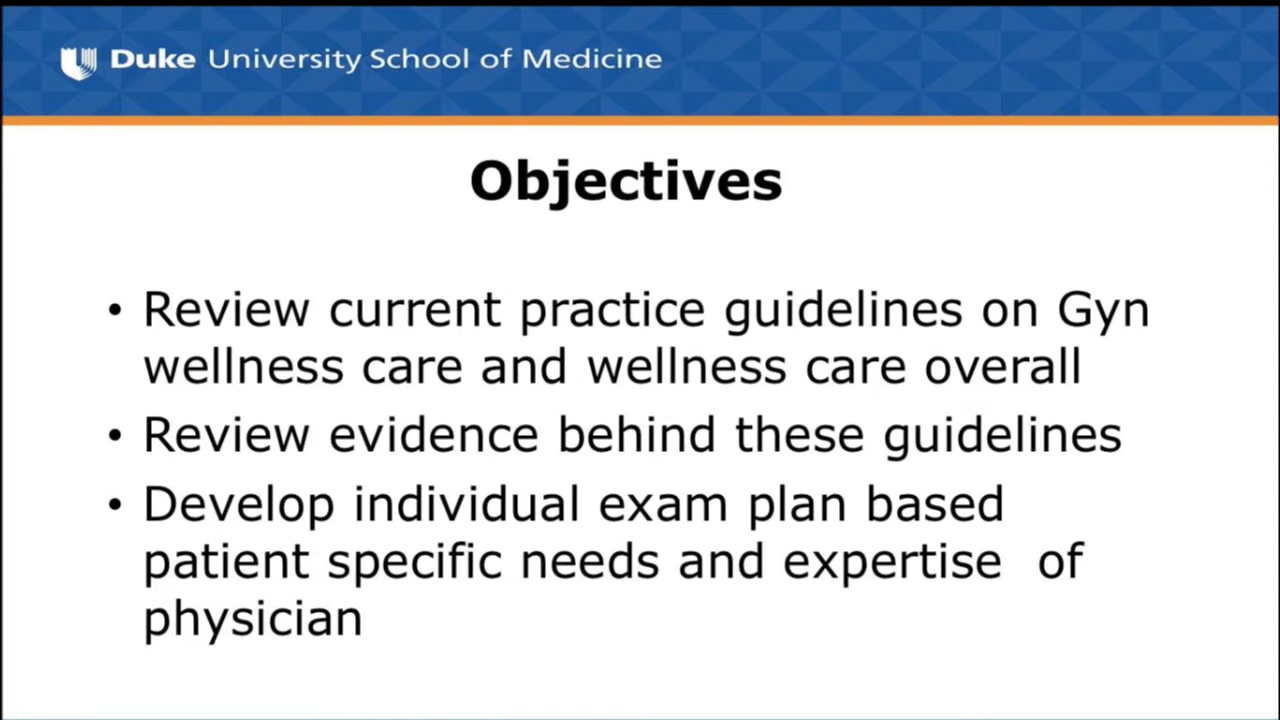 Duke University School of Medicine
Objectives
• Review current practice guidelines on Gyn
wellness care and wellness care overall
• Review evidence behind these guidelines
• Develop individual exam plan based
patient specific needs and expertise  of
physician